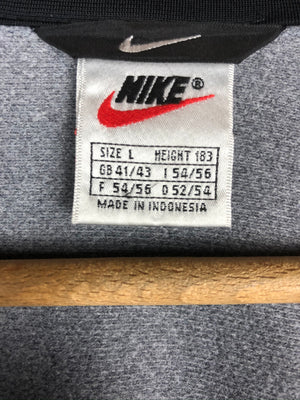 NIKE®
SIZE L HEIGHT 183
GB 41/43 I 54/56
F 54/56 D 52/54
MADE IN INDONESIA